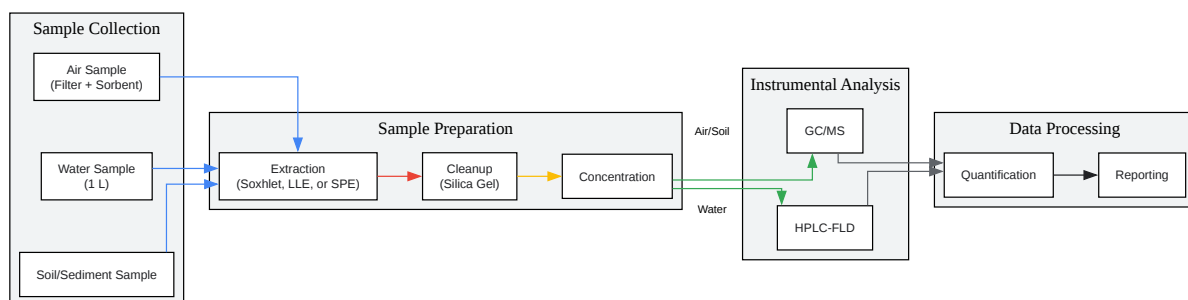 Sample Collection
Air Sample
(Filter + Sorbent)
Water Sample
(1 L)
Soil/Sediment Sample
Sample Preparation
Extraction
(Soxhlet, LLE, or SPE)
Cleanup
(Silica Gel)
Concentration
Air/Soil
Water
Instrumental Analysis
GC/MS
HPLC-FLD
Data Processing
Quantification
Reporting